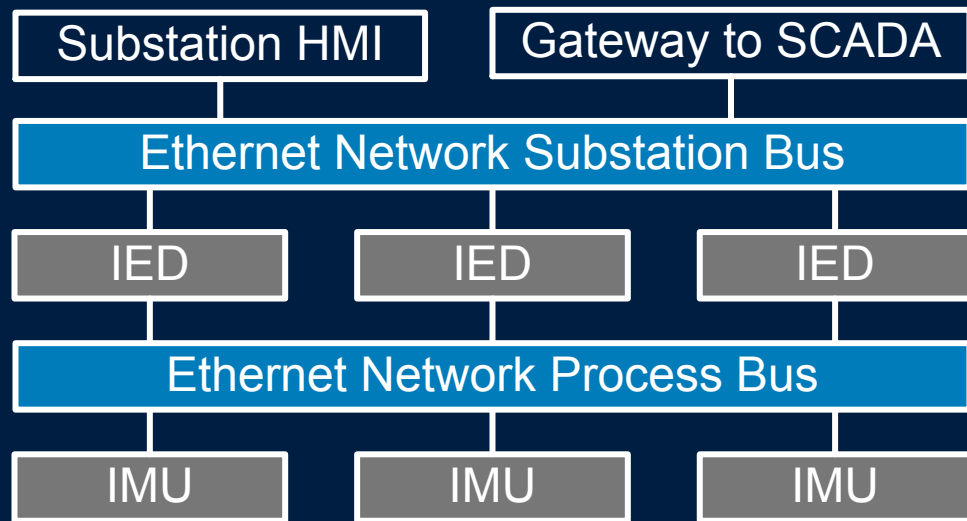 Substation HMI
Gateway to SCADA
Ethernet Network Substation Bus
IED
IED
IED
Ethernet Network Process Bus
IMU
IMU
IMU